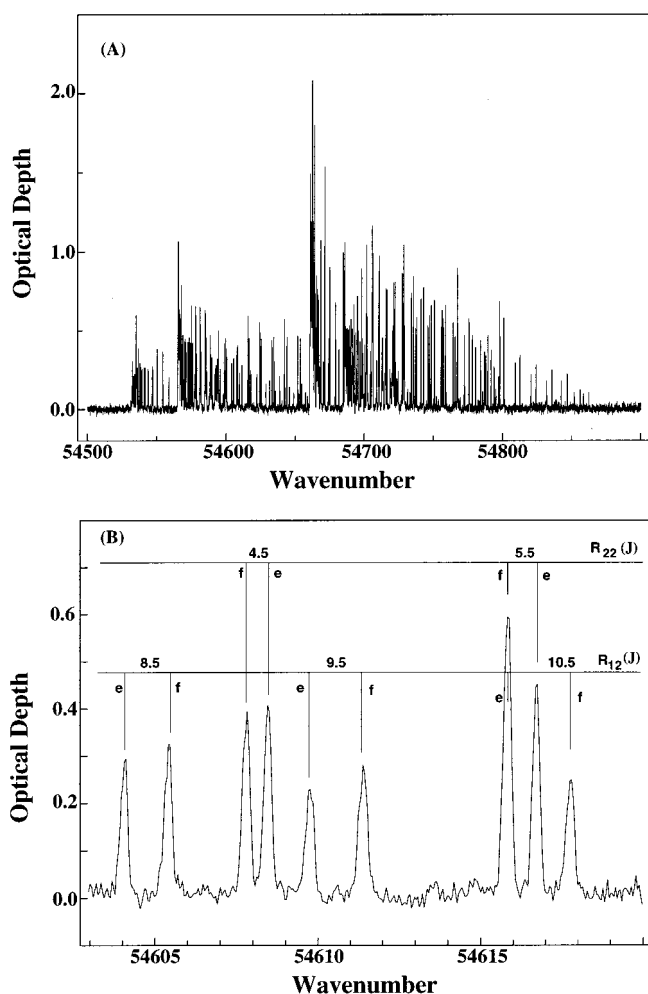 (A)
2.0
1.0
0.0
Optical Depth
54500 54600 54700 54800
Wavenumber
(B)
4.5 5.5 R22(J)
f e f e
0.6
8.5 9.5 10.5 R12(J)
e f e f e f
0.4
0.2
0.0
Optical Depth
54605 54610 54615
Wavenumber